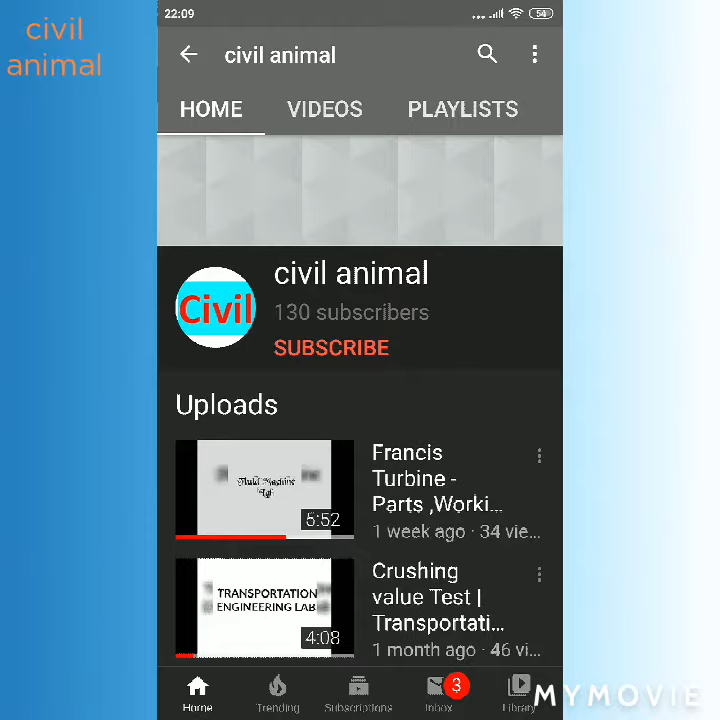 civil
animal
22:09
54
civil animal
HOME VIDEOS PLAYLISTS
civil animal
Civil
130 subscribers
SUBSCRIBE
Uploads
Francis
Turbine -
Parts ,Worki...
1 week ago · 34 vie...
Fluid Machine
5:52
Crushing
value Test |
Transportati...
1 month ago · 46 vi...
TRANSPORTATION
ENGINEERING LAB
4:08
Home Trending Subscriptions Inbox 3 Library
MYMOVIE